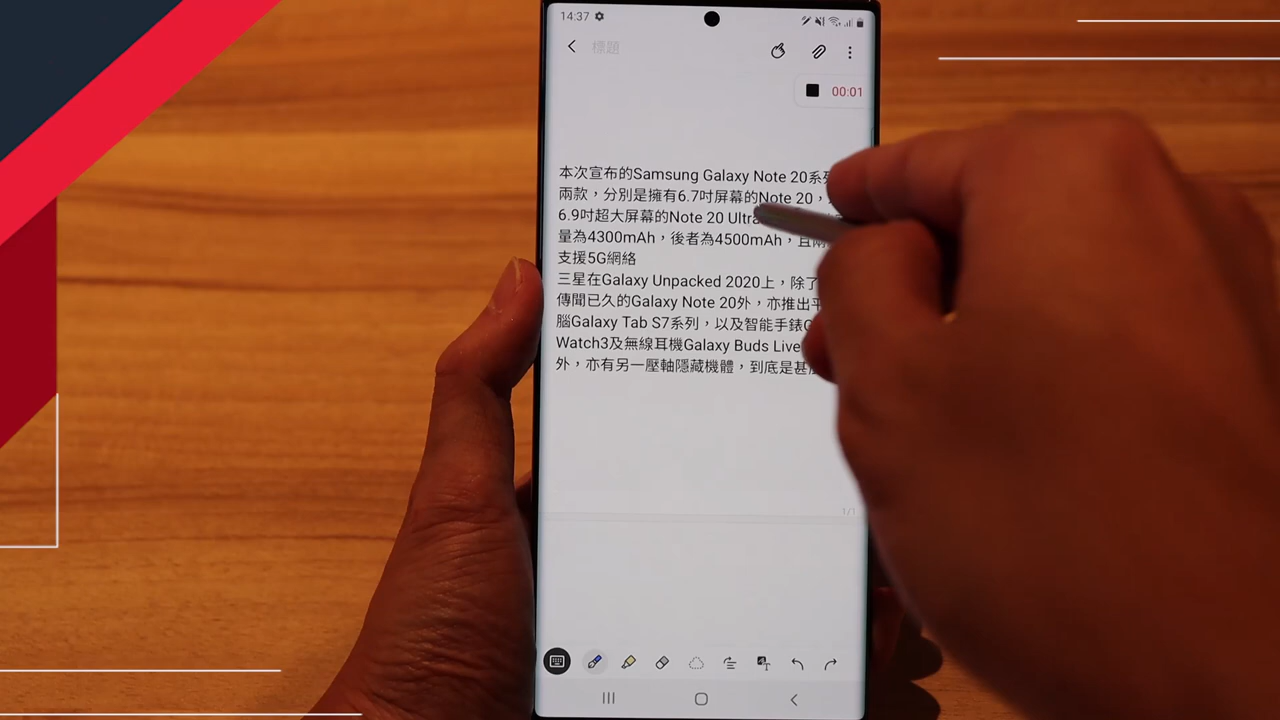 14:37
標題
00:01
本次宣布的Samsung Galaxy Note 20系列
兩款，分別是擁有6.7吋屏幕的Note 20，
6.9吋超大屏幕的Note 20 Ultra
量為4300mAh，後者為4500mAh，且兩
支援5G網絡
三星在Galaxy Unpacked 2020上，除了
傳聞已久的Galaxy Note 20外，亦推出平
腦Galaxy Tab S7系列，以及智能手錶G
Watch3及無線耳機Galaxy Buds Live
外，亦有另一壓軸隱藏機體，到底是甚
1/1